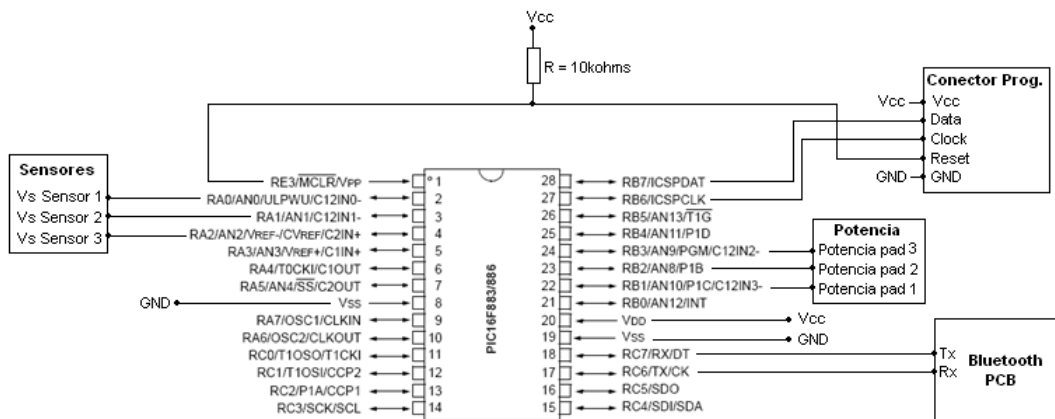 Vcc
R = 10kohms
Conector Prog.
Vcc
Vcc
Data
Clock
Reset
GND
GND
Sensores
Vs Sensor 1
Vs Sensor 2
Vs Sensor 3
RE3/MCLR/VPP
RA0/AN0/ULPWU/C12IN0-
RA1/AN1/C12IN1-
RA2/AN2/VREF-/CVREF/C2IN+
RA3/AN3/VREF+/C1IN+
RA4/T0CKI/C1OUT
RA5/AN4/SS/C2OUT
GND
VSS
RA7/OSC1/CLKIN
RA6/OSC2/CLKOUT
RC0/T1OSO/T1CKI
RC1/T1OSI/CCP2
RC2/P1A/CCP1
RC3/SCK/SCL
1
2
3
4
5
6
7
8
9
10
11
12
13
14
PIC16F883/886
28
27
26
25
24
23
22
21
20
19
18
17
16
15
RB7/ICSPDAT
RB6/ICSPCLK
RB5/AN13/T1G
RB4/AN11/P1D
RB3/AN9/PGM/C12IN2-
RB2/AN8/P1B
RB1/AN10/P1C/C12IN3-
RB0/AN12/INT
VDD
Vcc
VSS
GND
RC7/RX/DT
RC6/TX/CK
RC5/SDO
RC4/SDI/SDA
Potencia
Potencia pad 3
Potencia pad 2
Potencia pad 1
Tx
Rx
Bluetooth
PCB